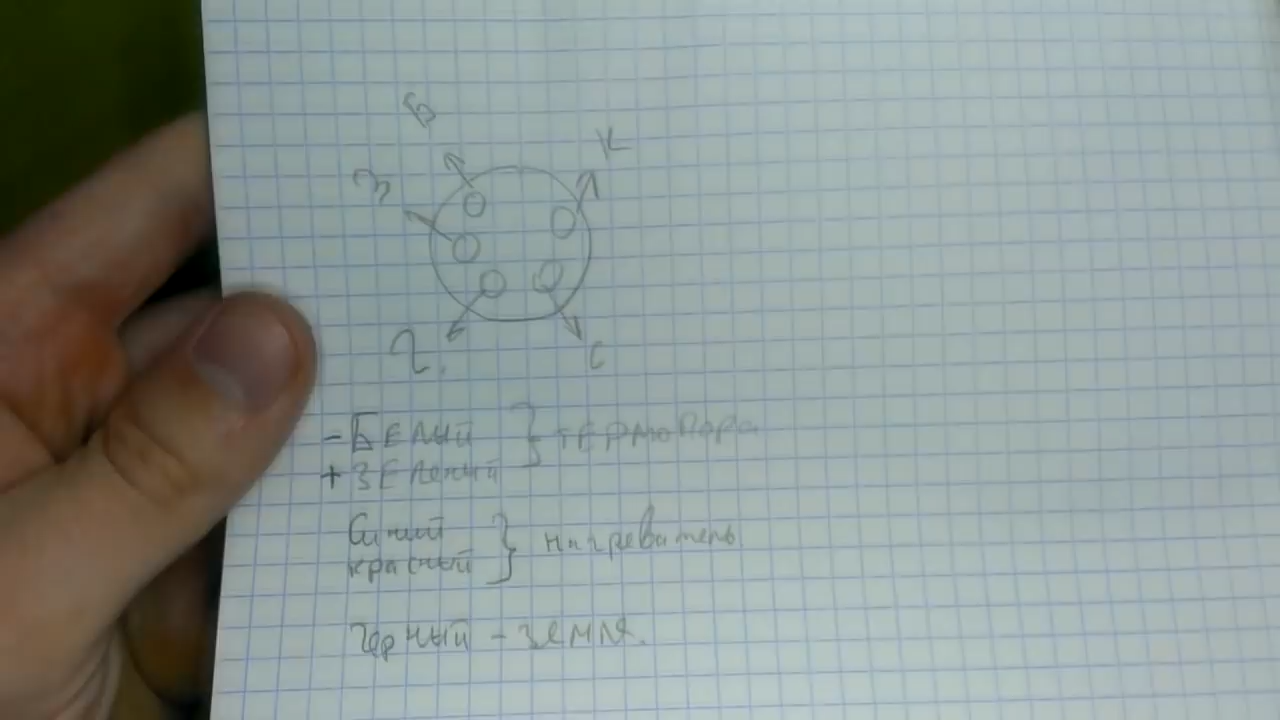 Б
К
З
Ч.
С
- БЕлый } тЕрмопара
+ ЗЕленый
Синий
красный } нагреватель
Черный - земля.